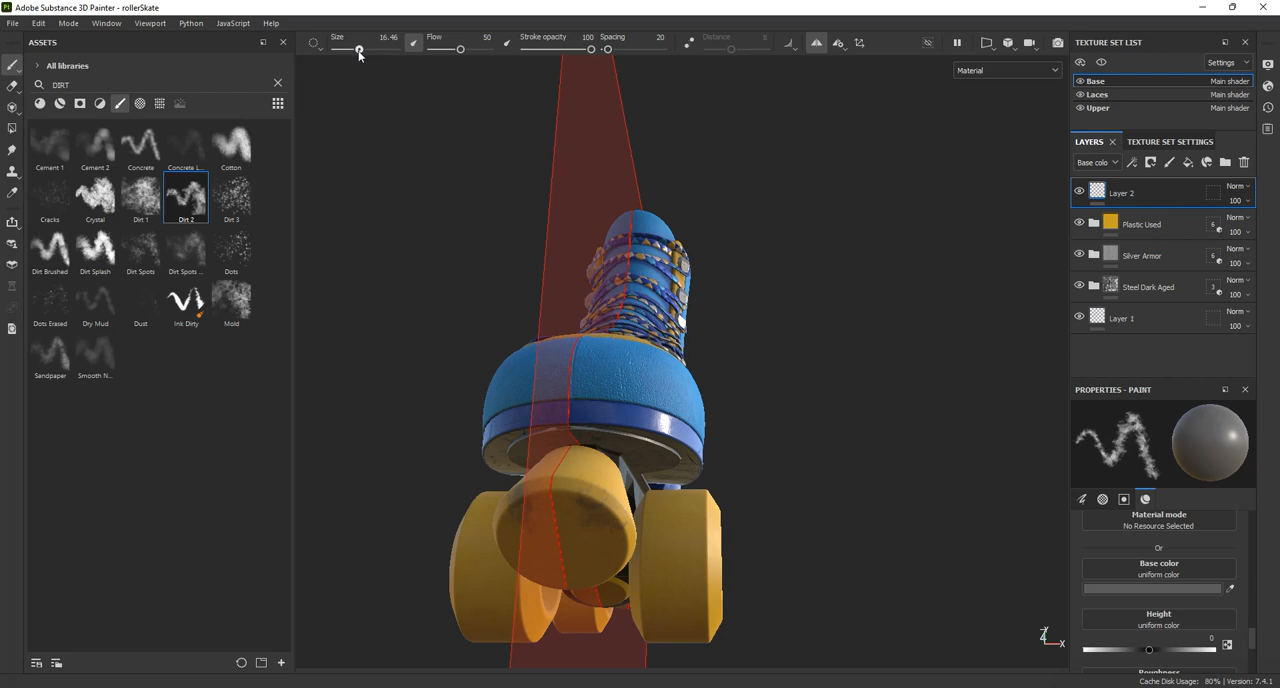 Pt Adobe Substance 3D Painter - rollerSkate
File Edit Mode Window Viewport Python JavaScript Help
ASSETS
All libraries
DIRT
Cement 1 Cement 2 Concrete Concrete L... Cotton
Cracks Crystal Dirt 1 Dirt 2 Dirt 3
Dirt Brushed Dirt Splash Dirt Spots Dirt Spots ... Dots
Dots Erased Dry Mud Dust Ink Dirty Mold
Sandpaper Smooth N...
Size 16.46 Flow 50 Stroke opacity 100 Spacing 20 Distance 8
Material
Y
X
TEXTURE SET LIST
Settings
Base Main shader
Laces Main shader
Upper Main shader
LAYERS TEXTURE SET SETTINGS
Base colo
Layer 2 Norm 100
Plastic Used 6 Norm 100
Silver Armor 6 Norm 100
Steel Dark Aged 3 Norm 100
Layer 1 Norm 100
PROPERTIES - PAINT
Material mode
No Resource Selected
Or
Base color
uniform color
Height
uniform color
0
Roughness
Cache Disk Usage: 80% | Version: 7.4.1